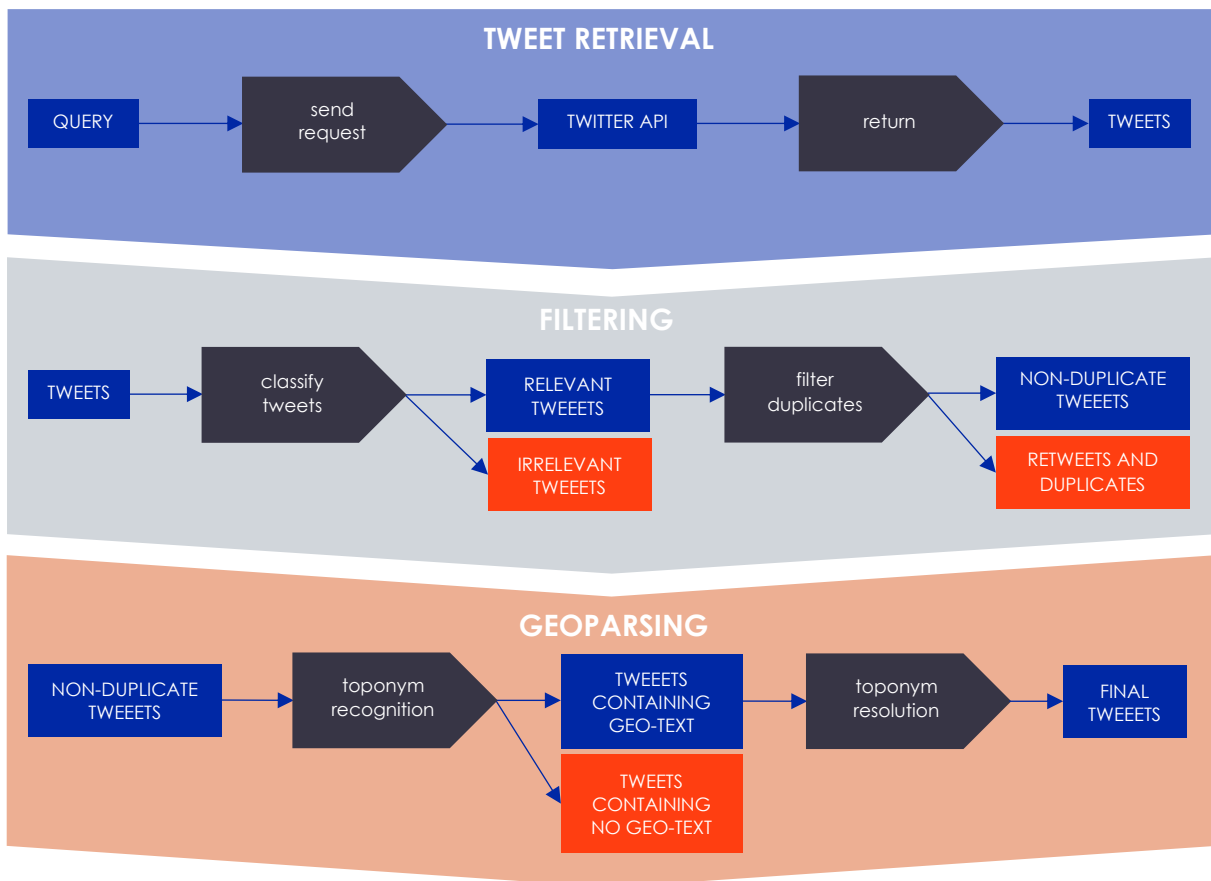 TWEET RETRIEVAL
QUERY
send
request
TWITTER API
return
TWEETS
FILTERING
TWEETS
classify
tweets
RELEVANT
TWEEETS
IRRELEVANT
TWEEETS
filter
duplicates
NON-DUPLICATE
TWEEETS
RETWEETS AND
DUPLICATES
GEOPARSING
NON-DUPLICATE
TWEEETS
toponym
recognition
TWEEETS
CONTAINING
GEO-TEXT
TWEETS
CONTAINING
NO GEO-TEXT
toponym
resolution
FINAL
TWEEETS